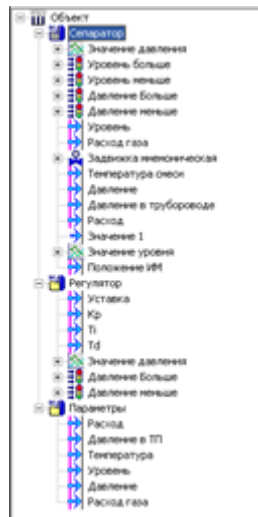 Объект
Сепаратор
Значение давления
Уровень больше
Уровень меньше
Давление Больше
Давление меньше
Уровень
Расход газа
Задвижка мнемоническая
Температура смеси
Давление
Давление в трубороводе
Расход
Значение 1
Значение уровня
Положение ИМ
Регулятор
Уставка
Kp
Ti
Td
Значение давления
Давление Больше
Давление меньше
Параметры
Расход
Давление в ТП
Температура
Уровень
Давление
Расход газа